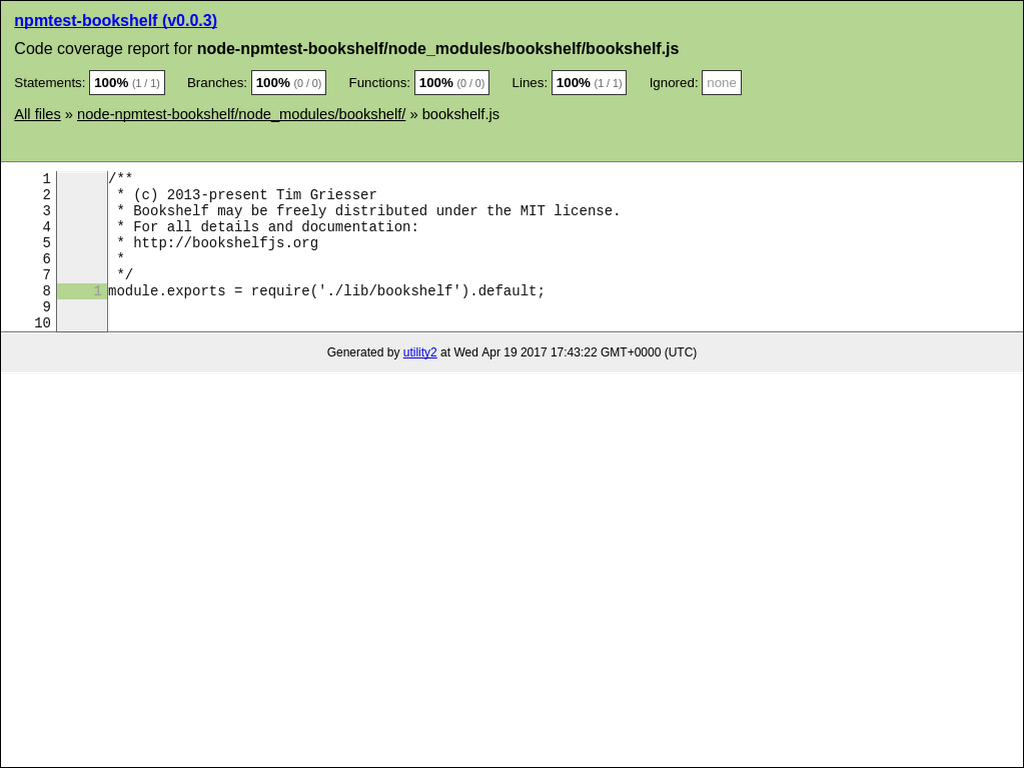 npmtest-bookshelf (v0.0.3)
Code coverage report for node-npmtest-bookshelf/node_modules/bookshelf/bookshelf.js
Statements: 100% (1 / 1) Branches: 100% (0 / 0) Functions: 100% (0 / 0) Lines: 100% (1 / 1) Ignored: none
All files » node-npmtest-bookshelf/node_modules/bookshelf/ » bookshelf.js
1 /**
2  * (c) 2013-present Tim Griesser
3  * Bookshelf may be freely distributed under the MIT license.
4  * For all details and documentation:
5  * http://bookshelfjs.org
6  *
7  */
8 1 module.exports = require('./lib/bookshelf').default;
9
10
Generated by utility2 at Wed Apr 19 2017 17:43:22 GMT+0000 (UTC)